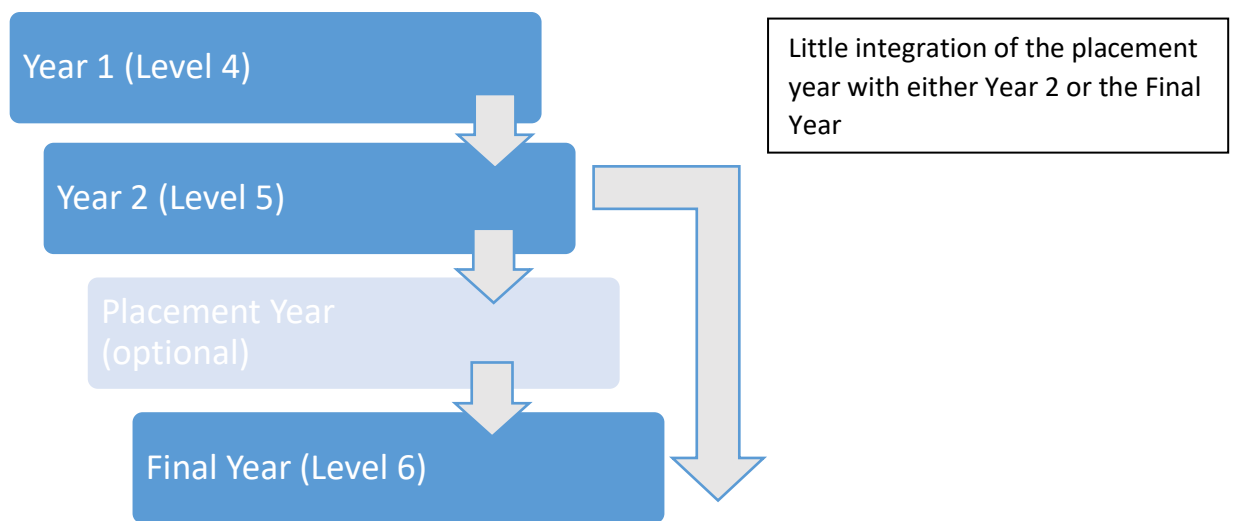 Year 1 (Level 4)
Little integration of the placement
year with either Year 2 or the Final
Year
Year 2 (Level 5)
Placement Year
(optional)
Final Year (Level 6)